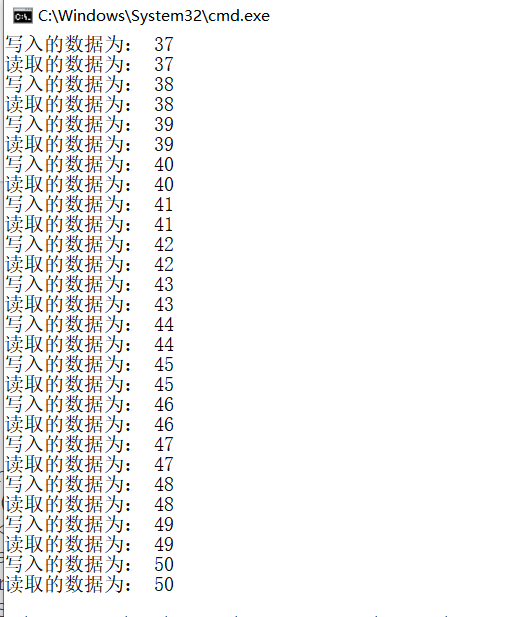 C:\Windows\System32\cmd.exe
写入的数据为： 37
读取的数据为： 37
写入的数据为： 38
读取的数据为： 38
写入的数据为： 39
读取的数据为： 39
写入的数据为： 40
读取的数据为： 40
写入的数据为： 41
读取的数据为： 41
写入的数据为： 42
读取的数据为： 42
写入的数据为： 43
读取的数据为： 43
写入的数据为： 44
读取的数据为： 44
写入的数据为： 45
读取的数据为： 45
写入的数据为： 46
读取的数据为： 46
写入的数据为： 47
读取的数据为： 47
写入的数据为： 48
读取的数据为： 48
写入的数据为： 49
读取的数据为： 49
写入的数据为： 50
读取的数据为： 50